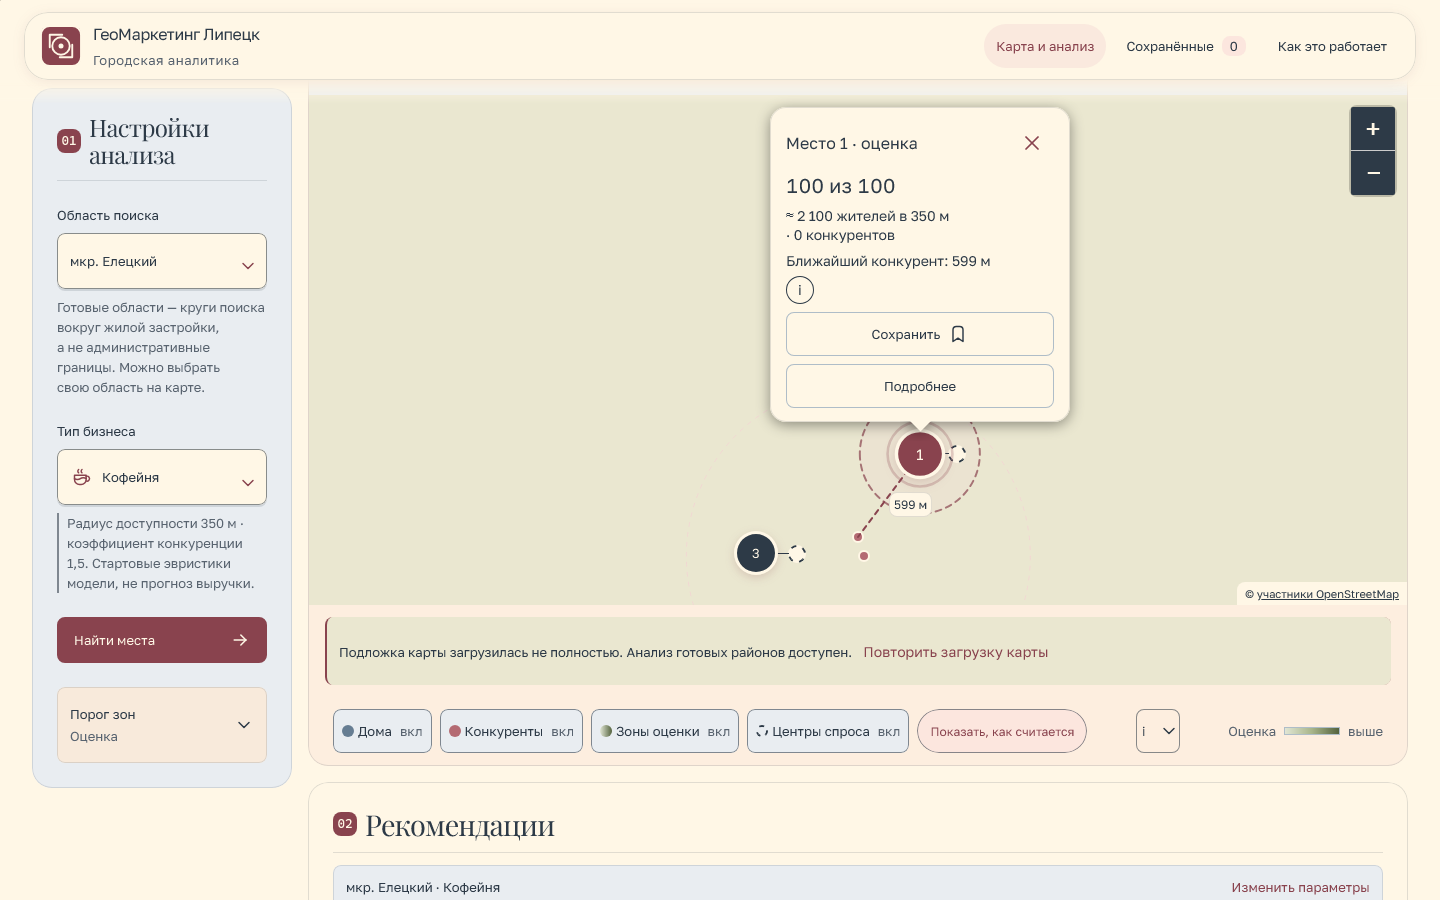 ГеоМаркетинг Липецк
Городская аналитика
Карта и анализ
Сохранённые 0
Как это работает
01 Настройки
анализа
Область поиска
мкр. Елецкий
Готовые области — круги поиска
вокруг жилой застройки,
а не административные
границы. Можно выбрать
свою область на карте.
Тип бизнеса
Кофейня
Радиус доступности 350 м ·
коэффициент конкуренции
1,5. Стартовые эвристики
модели, не прогноз выручки.
Найти места
Порог зон
Оценка
Место 1 · оценка
100 из 100
≈ 2 100 жителей в 350 м
· 0 конкурентов
Ближайший конкурент: 599 м
i
Сохранить
Подробнее
+
−
1
599 м
3
© участники OpenStreetMap
Подложка карты загрузилась не полностью. Анализ готовых районов доступен. Повторить загрузку карты
Дома вкл
Конкуренты вкл
Зоны оценки вкл
Центры спроса вкл
Показать, как считается
i
Оценка выше
02 Рекомендации
мкр. Елецкий · Кофейня
Изменить параметры